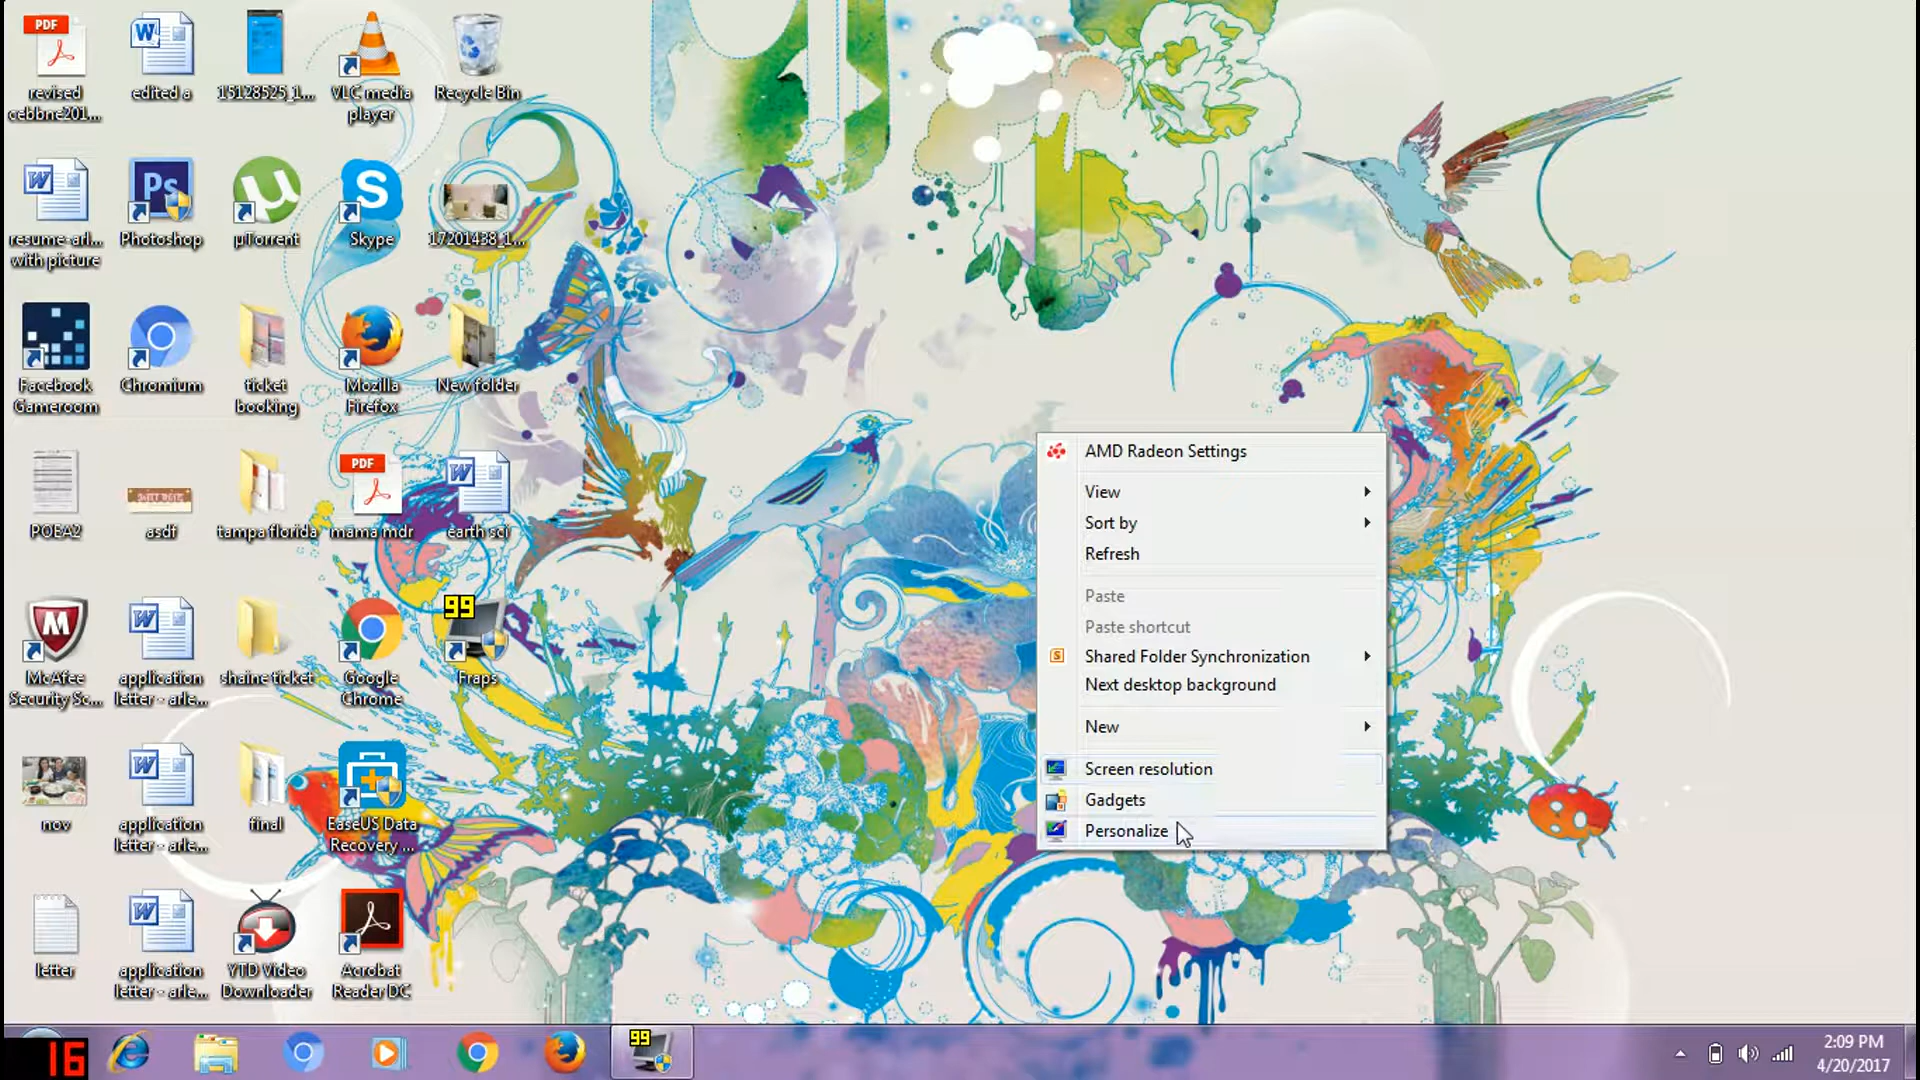 revised
cebbne201...
edited a
15128525_1...
VLC media
player
Recycle Bin
resume-arl...
with picture
Photoshop
µTorrent
Skype
17201438_1...
Facebook
Gameroom
Chromium
ticket
booking
Mozilla
Firefox
New folder
POEA2
asdf
tampa florida
mama mdr
earth sci
McAfee
Security Sc...
application
letter - arle...
shaine ticket
Google
Chrome
Fraps
nov
application
letter - arle...
final
EaseUS Data
Recovery ...
letter
application
letter - arle...
YTD Video
Downloader
Acrobat
Reader DC
PDF
W
Ps
S
PDF
SWEET TREATS
99
AMD Radeon Settings
View
Sort by
Refresh
Paste
Paste shortcut
Shared Folder Synchronization
Next desktop background
New
Screen resolution
Gadgets
Personalize
16
99
2:09 PM
4/20/2017